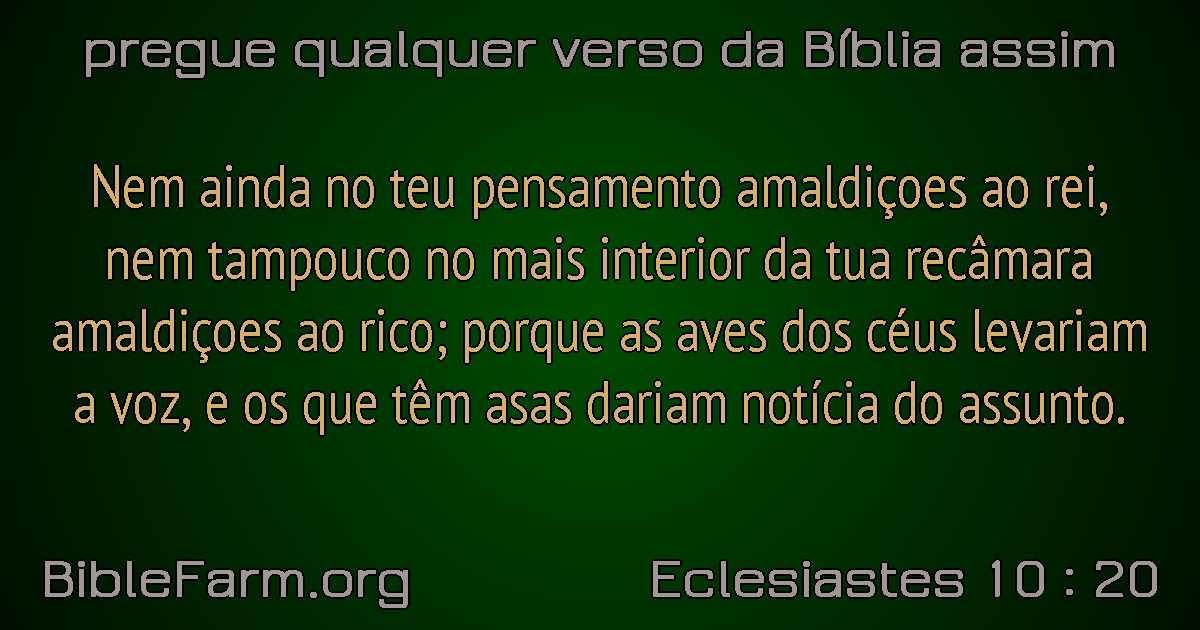 pregue qualquer verso da Bíblia assim
Nem ainda no teu pensamento amaldiçoes ao rei,
nem tampouco no mais interior da tua recâmara
amaldiçoes ao rico; porque as aves dos céus levariam
a voz, e os que têm asas dariam notícia do assunto.
BibleFarm.org
Eclesiastes 10 : 20